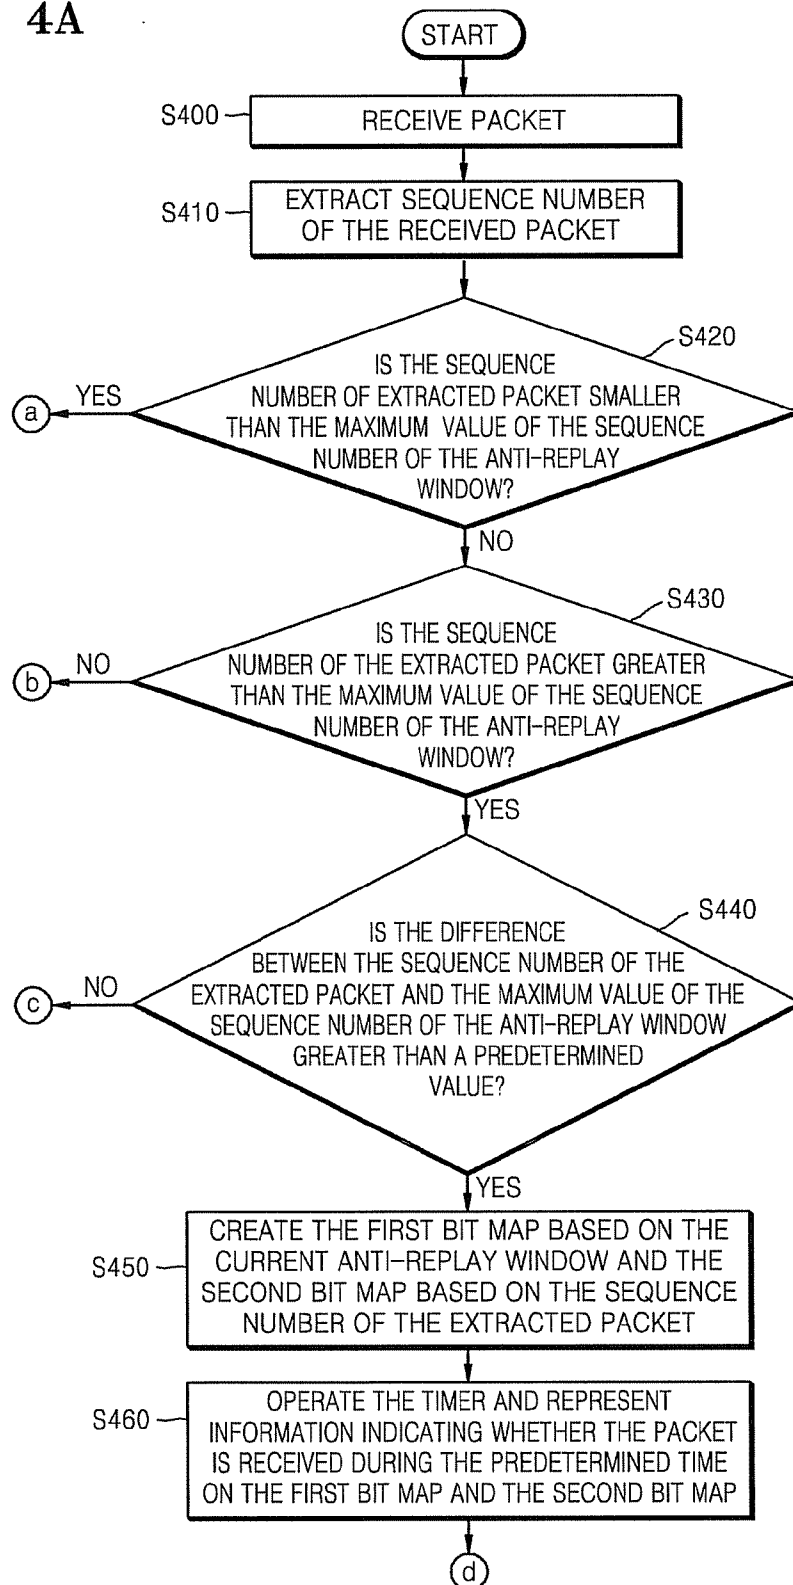 4A
START
S400
RECEIVE PACKET
S410
EXTRACT SEQUENCE NUMBER
OF THE RECEIVED PACKET
S420
IS THE SEQUENCE
NUMBER OF EXTRACTED PACKET SMALLER
THAN THE MAXIMUM VALUE OF THE SEQUENCE
NUMBER OF THE ANTI-REPLAY
WINDOW?
YES
a
NO
S430
IS THE SEQUENCE
NUMBER OF THE EXTRACTED PACKET GREATER
THAN THE MAXIMUM VALUE OF THE SEQUENCE
NUMBER OF THE ANTI-REPLAY
WINDOW?
NO
b
YES
S440
IS THE DIFFERENCE
BETWEEN THE SEQUENCE NUMBER OF THE
EXTRACTED PACKET AND THE MAXIMUM VALUE OF THE
SEQUENCE NUMBER OF THE ANTI-REPLAY WINDOW
GREATER THAN A PREDETERMINED
VALUE?
NO
c
YES
S450
CREATE THE FIRST BIT MAP BASED ON THE
CURRENT ANTI-REPLAY WINDOW AND THE
SECOND BIT MAP BASED ON THE SEQUENCE
NUMBER OF THE EXTRACTED PACKET
S460
OPERATE THE TIMER AND REPRESENT
INFORMATION INDICATING WHETHER THE PACKET
IS RECEIVED DURING THE PREDETERMINED TIME
ON THE FIRST BIT MAP AND THE SECOND BIT MAP
d